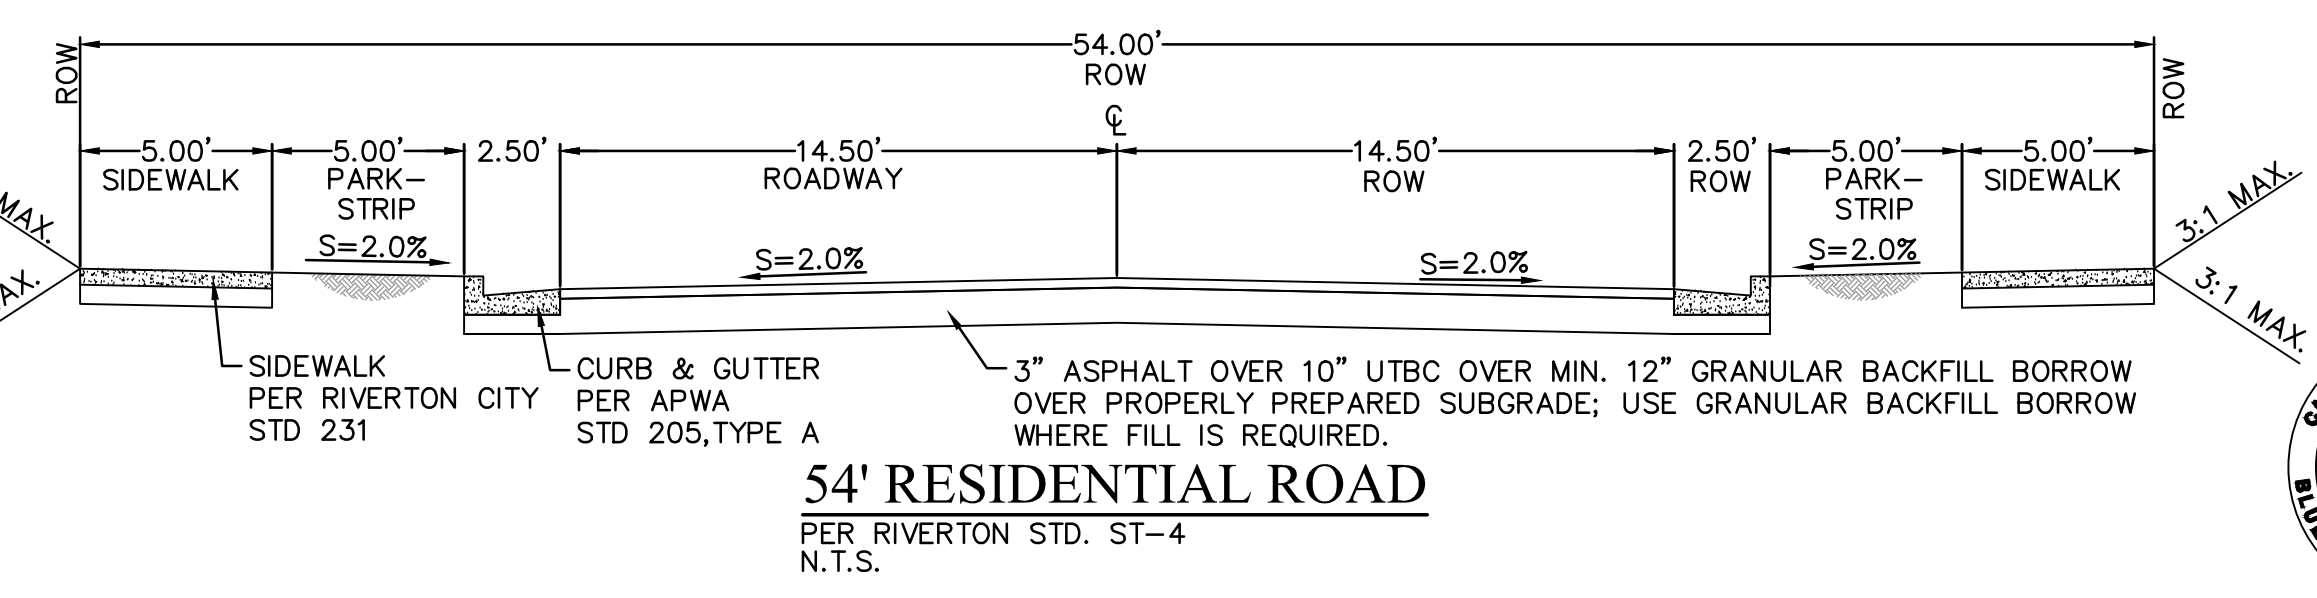 54.00'
ROW
ROW
ROW
℄
5.00'
SIDEWALK
5.00'
PARK-
STRIP
2.50'
14.50'
ROADWAY
14.50'
ROW
2.50'
ROW
5.00'
PARK-
STRIP
5.00'
SIDEWALK
MAX.
S=2.0%
S=2.0%
S=2.0%
S=2.0%
3:1 MAX.
3:1 MAX.
SIDEWALK
PER RIVERTON CITY
STD 231
CURB & GUTTER
PER APWA
STD 205,TYPE A
3" ASPHALT OVER 10" UTBC OVER MIN. 12" GRANULAR BACKFILL BORROW
OVER PROPERLY PREPARED SUBGRADE; USE GRANULAR BACKFILL BORROW
WHERE FILL IS REQUIRED.
54' RESIDENTIAL ROAD
PER RIVERTON STD. ST-4
N.T.S.